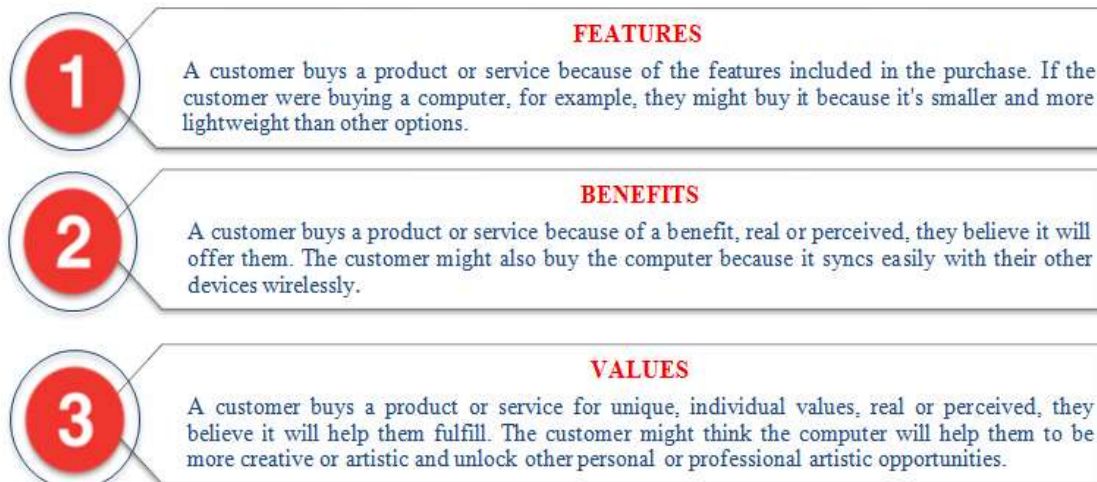 1
FEATURES
A customer buys a product or service because of the features included in the purchase. If the
customer were buying a computer, for example, they might buy it because it's smaller and more
lightweight than other options.
2
BENEFITS
A customer buys a product or service because of a benefit, real or perceived, they believe it will
offer them. The customer might also buy the computer because it syncs easily with their other
devices wirelessly.
3
VALUES
A customer buys a product or service for unique, individual values, real or perceived, they
believe it will help them fulfill. The customer might think the computer will help them to be
more creative or artistic and unlock other personal or professional artistic opportunities.